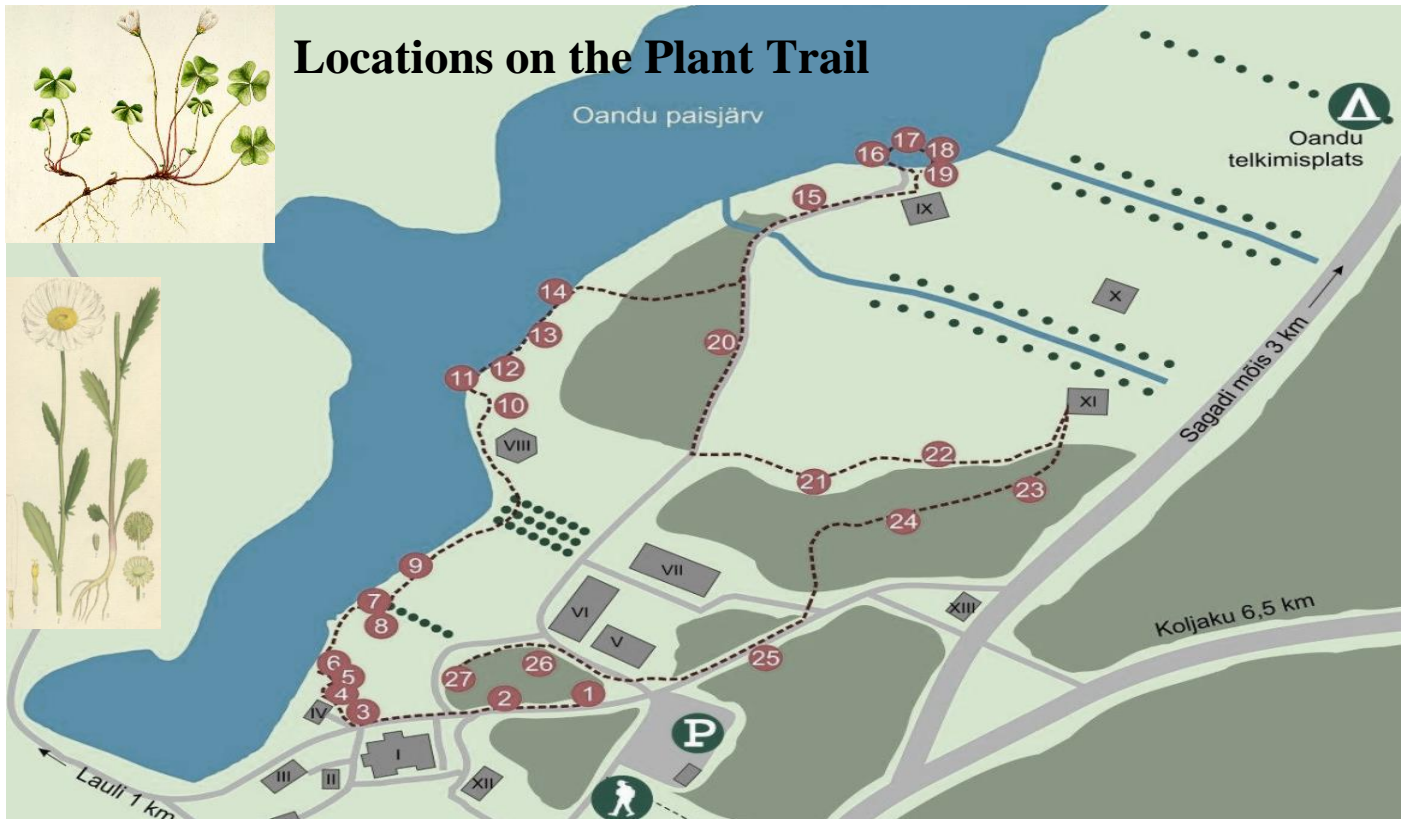 Locations on the Plant Trail
Oandu paisjärv
Oandu
telkimisplats
17
16
18
19
15
IX
14
X
13
20
12
11
Sagadi mõis 3 km
XI
10
VIII
22
21
23
24
9
VII
7
VI
XIII
8
Koljaku 6,5 km
V
25
6
26
5
27
4
2
1
3
IV
P
I
III
II
XII
Lauli 1 km